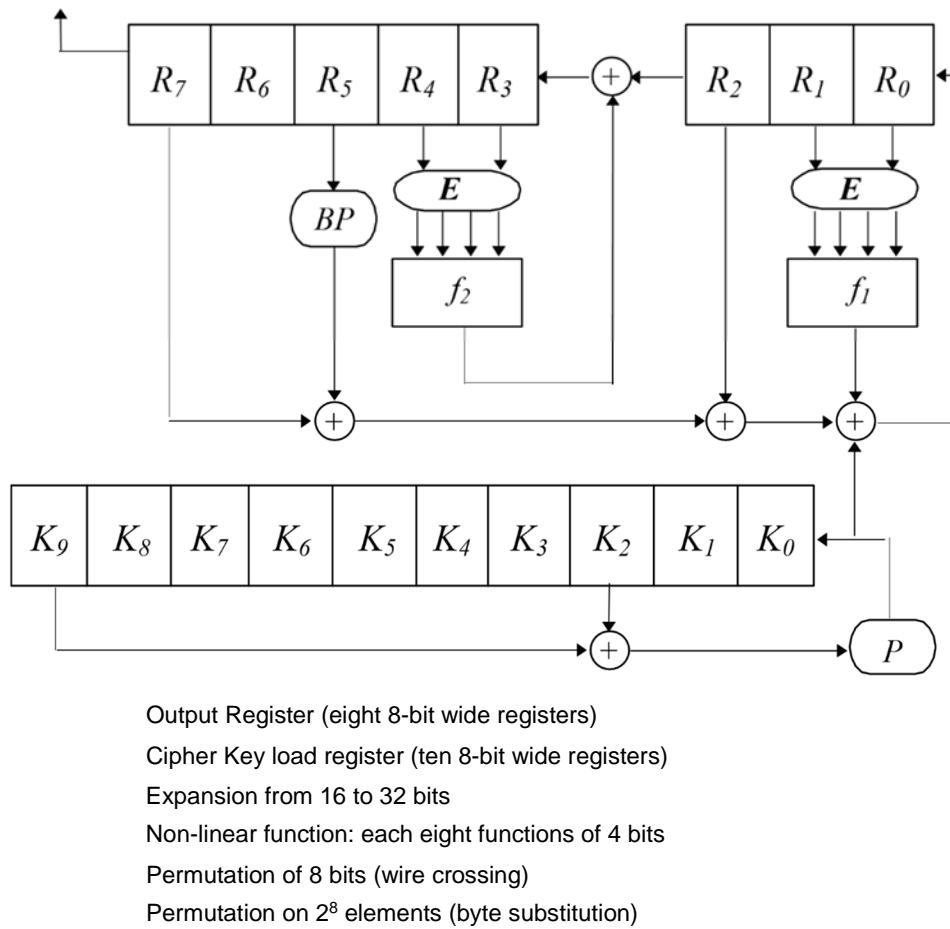 R₇ R₆ R₅ R₄ R₃ + R₂ R₁ R₀
E E
BP
f₂ f₁
+ + +
K₉ K₈ K₇ K₆ K₅ K₄ K₃ K₂ K₁ K₀
+ P
Output Register (eight 8-bit wide registers)
Cipher Key load register (ten 8-bit wide registers)
Expansion from 16 to 32 bits
Non-linear function: each eight functions of 4 bits
Permutation of 8 bits (wire crossing)
Permutation on 2⁸ elements (byte substitution)